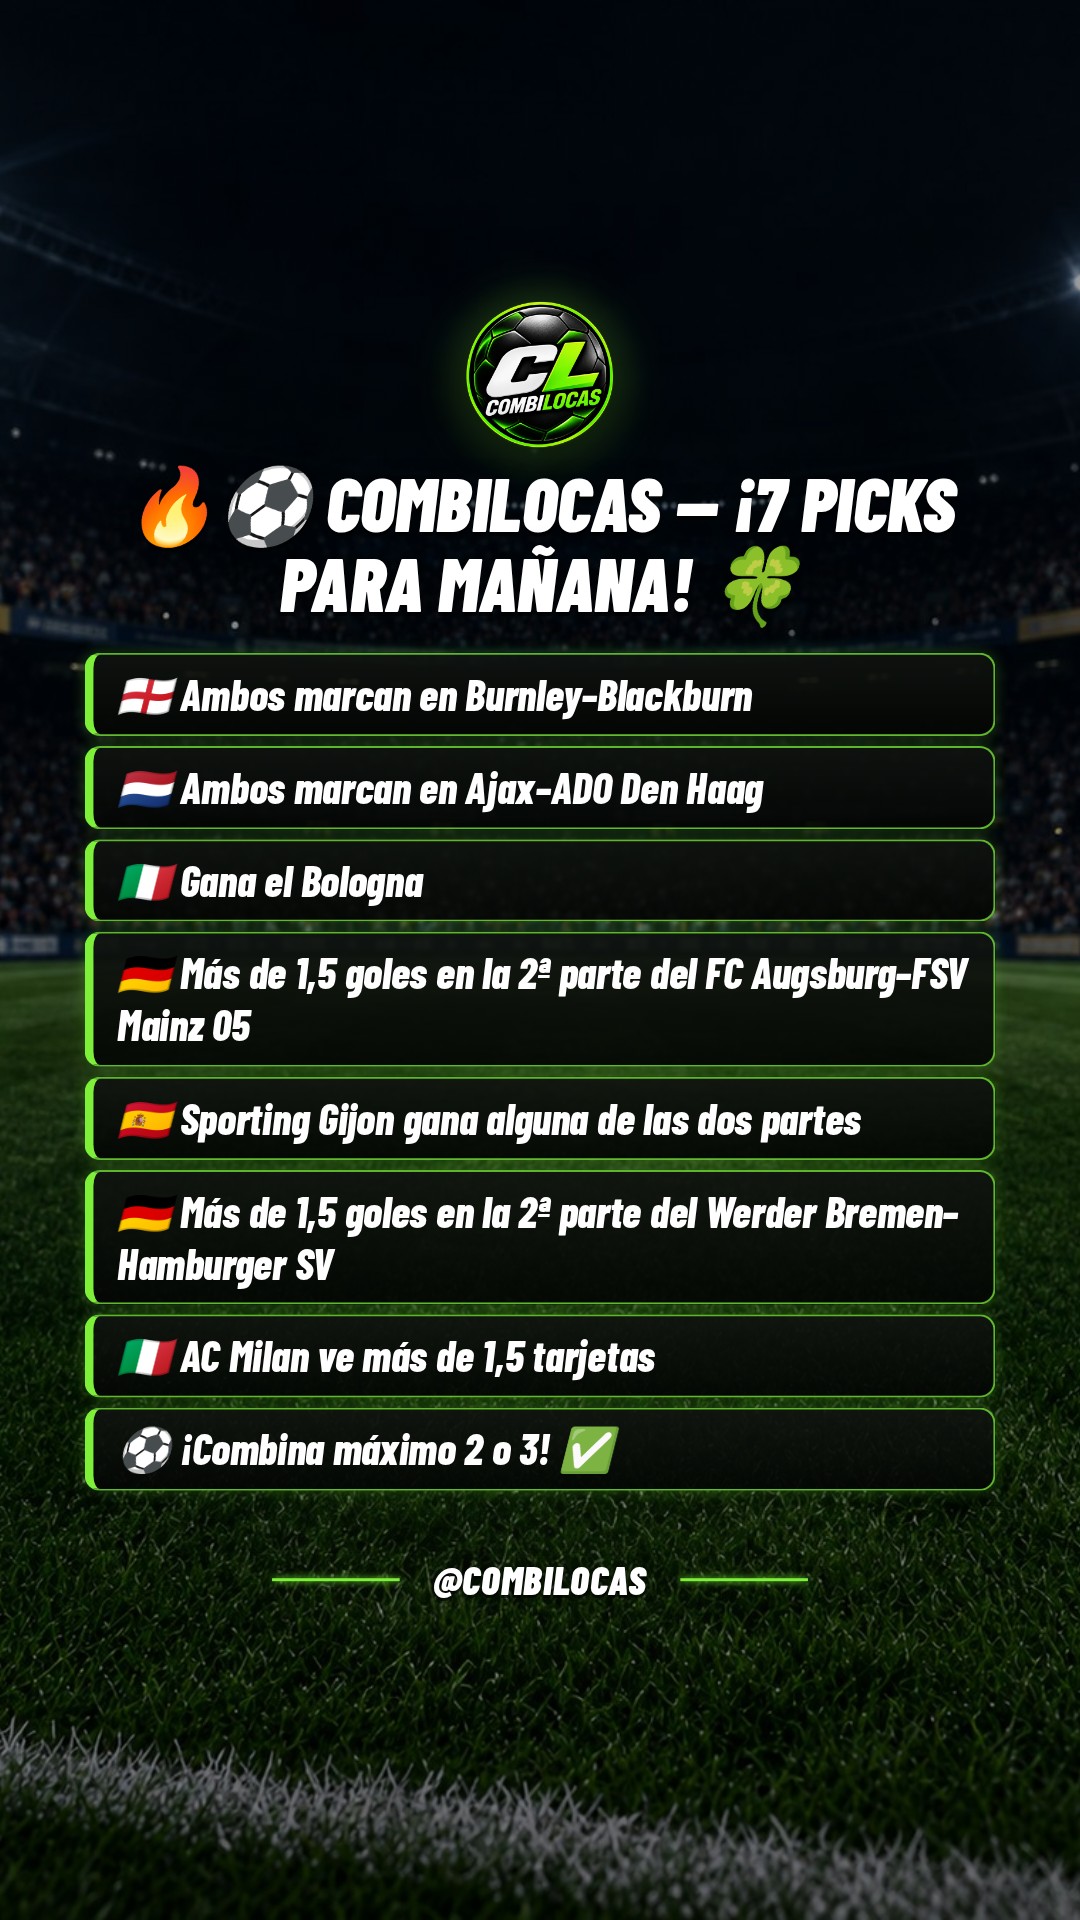 CL
COMBILOCAS
🔥⚽ COMBILOCAS – ¡7 PICKS
PARA MAÑANA! 🍀
🏴󠁧󠁢󠁥󠁮󠁧󠁿 Ambos marcan en Burnley-Blackburn
🇳🇱 Ambos marcan en Ajax-ADO Den Haag
🇮🇹 Gana el Bologna
🇩🇪 Más de 1,5 goles en la 2ª parte del FC Augsburg-FSV
Mainz 05
🇪🇸 Sporting Gijon gana alguna de las dos partes
🇩🇪 Más de 1,5 goles en la 2ª parte del Werder Bremen-
Hamburger SV
🇮🇹 AC Milan ve más de 1,5 tarjetas
⚽ ¡Combina máximo 2 o 3! ✅
@COMBILOCAS